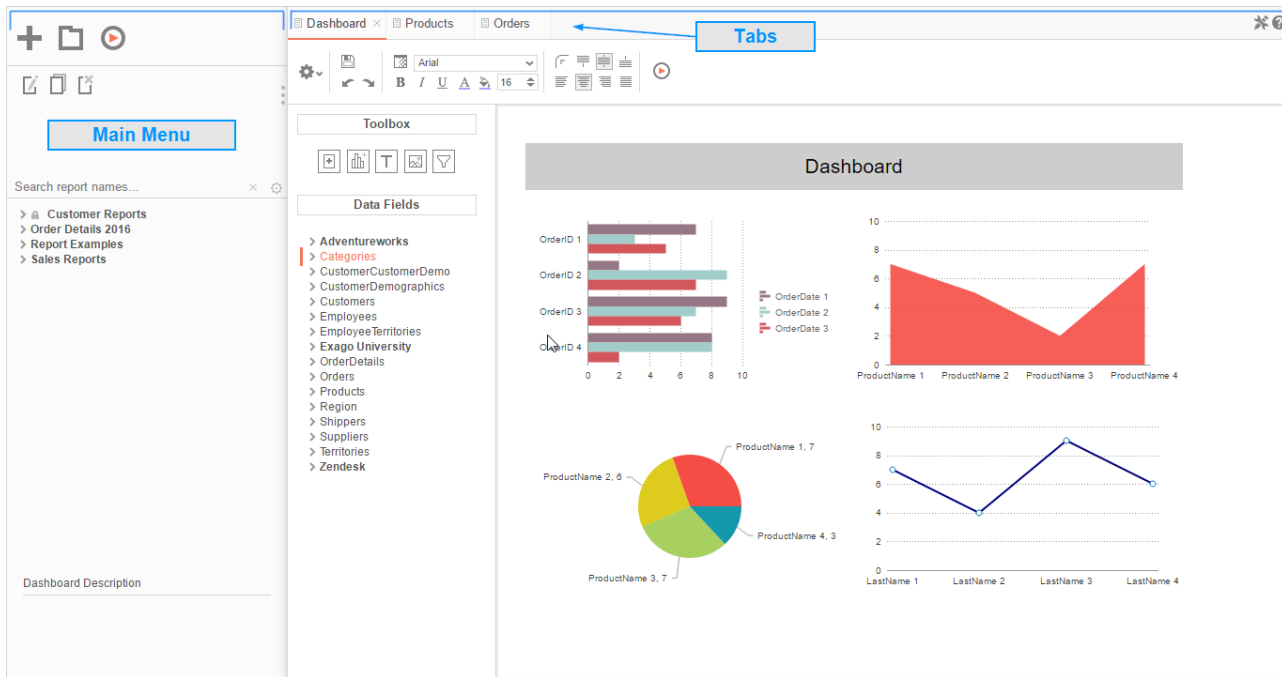 Dashboard
Products
Orders
Tabs
Arial
B I U A 16
Main Menu
Search report names...
Customer Reports
Order Details 2016
Report Examples
Sales Reports
Dashboard Description
Toolbox
T
Data Fields
Adventureworks
Categories
CustomerCustomerDemo
CustomerDemographics
Customers
Employees
EmployeeTerritories
Exago University
OrderDetails
Orders
Products
Region
Shippers
Suppliers
Territories
Zendesk
Dashboard
OrderID 1
OrderID 2
OrderID 3
OrderID 4
0 2 4 6 8 10
OrderDate 1
OrderDate 2
OrderDate 3
10
8
6
4
2
0
ProductName 1 ProductName 2 ProductName 3 ProductName 4
ProductName 1, 7
ProductName 2, 6
ProductName 4, 3
ProductName 3, 7
10
8
6
4
2
0
LastName 1 LastName 2 LastName 3 LastName 4